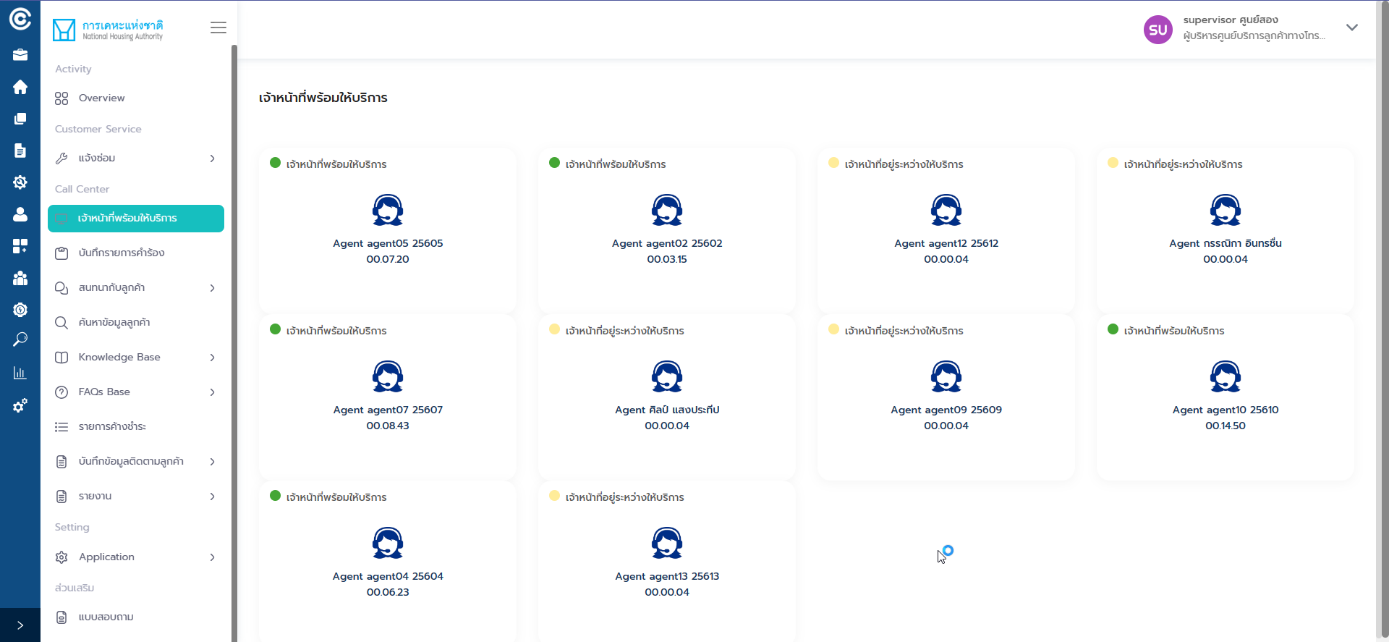 การเคหะแห่งชาติ
National Housing Authority
Activity
Overview
Customer Service
แจ้งซ่อม
Call Center
เจ้าหน้าที่พร้อมให้บริการ
บันทึกรายการคำร้อง
สนทนากับลูกค้า
ค้นหาข้อมูลลูกค้า
Knowledge Base
FAQs Base
รายการค้างชำระ
บันทึกข้อมูลติดตามลูกค้า
รายงาน
Setting
Application
ส่วนเสริม
แบบสอบถาม
SU
supervisor ศูนย์สอง
ผู้บริหารศูนย์บริการลูกค้าทางโทร...
เจ้าหน้าที่พร้อมให้บริการ
เจ้าหน้าที่พร้อมให้บริการ
Agent agent05 25605
00.07.20
เจ้าหน้าที่พร้อมให้บริการ
Agent agent02 25602
00.03.15
เจ้าหน้าที่อยู่ระหว่างให้บริการ
Agent agent12 25612
00.00.04
เจ้าหน้าที่อยู่ระหว่างให้บริการ
Agent กรรณิกา อินทรชื่น
00.00.04
เจ้าหน้าที่พร้อมให้บริการ
Agent agent07 25607
00.08.43
เจ้าหน้าที่อยู่ระหว่างให้บริการ
Agent ศิลป์ แสงประทีป
00.00.04
เจ้าหน้าที่อยู่ระหว่างให้บริการ
Agent agent09 25609
00.00.04
เจ้าหน้าที่พร้อมให้บริการ
Agent agent10 25610
00.14.50
เจ้าหน้าที่พร้อมให้บริการ
Agent agent04 25604
00.06.23
เจ้าหน้าที่อยู่ระหว่างให้บริการ
Agent agent13 25613
00.00.04